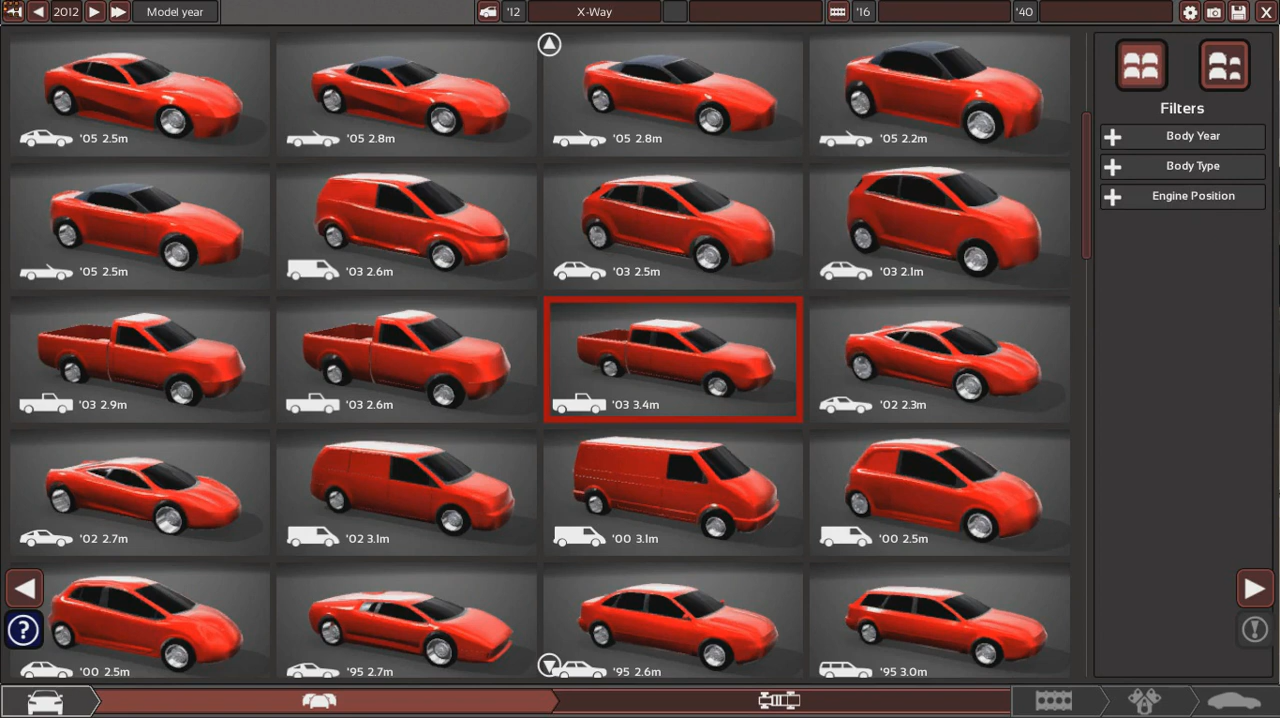 2012 Model year '12 X-Way '16 '40
Filters
Body Year
Body Type
Engine Position
'05 2.5m
'05 2.8m
'05 2.8m
'05 2.2m
'05 2.5m
'03 2.6m
'03 2.5m
'03 2.1m
'03 2.9m
'03 2.6m
'03 3.4m
'02 2.3m
'02 2.7m
'02 3.1m
'00 3.1m
'00 2.5m
'00 2.5m
'95 2.7m
'95 2.6m
'95 3.0m
?